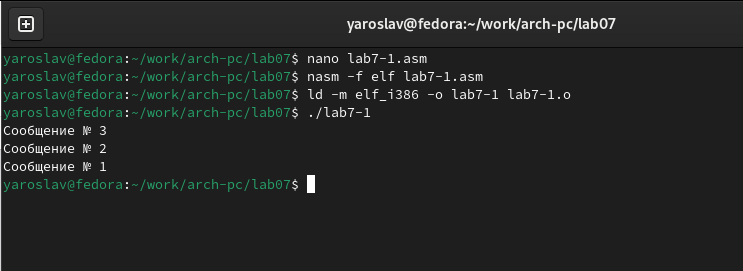 yaroslav@fedora:~/work/arch-pc/lab07
yaroslav@fedora:~/work/arch-pc/lab07$ nano lab7-1.asm
yaroslav@fedora:~/work/arch-pc/lab07$ nasm -f elf lab7-1.asm
yaroslav@fedora:~/work/arch-pc/lab07$ ld -m elf_i386 -o lab7-1 lab7-1.o
yaroslav@fedora:~/work/arch-pc/lab07$ ./lab7-1
Сообщение № 3
Сообщение № 2
Сообщение № 1
yaroslav@fedora:~/work/arch-pc/lab07$